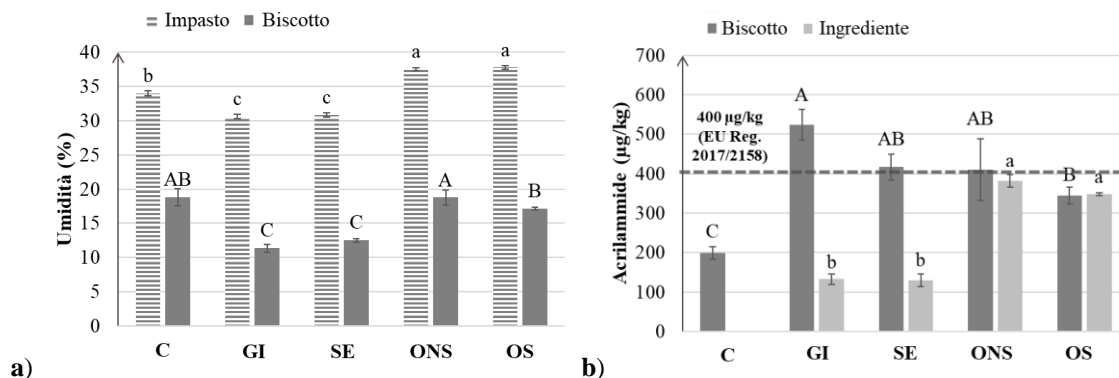 Impasto Biscotto
40
35
30
25
20
15
10
5
0
Umidità (%)
b
c
c
a
a
AB
C
C
A
B
C GI SE ONS OS
a)
Biscotto Ingrediente
700
600
500
400
300
200
100
0
Acrilammide (µg/kg)
400 µg/kg
(EU Reg.
2017/2158)
C
A
b
AB
b
AB
a
B
a
C GI SE ONS OS
b)